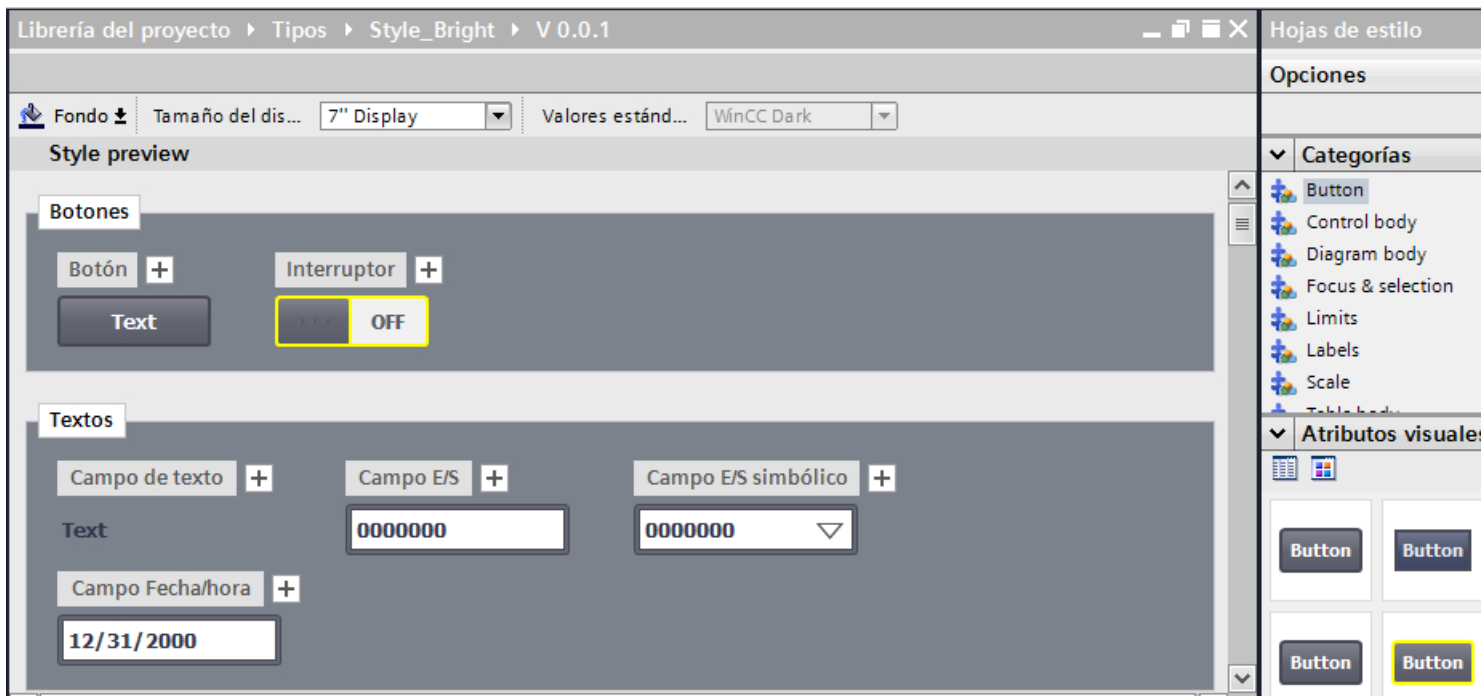 Librería del proyecto ▸ Tipos ▸ Style_Bright ▸ V 0.0.1
Hojas de estilo
Opciones
Fondo Tamaño del dis... 7'' Display Valores estánd... WinCC Dark
Style preview
Categorías
Button
Control body
Diagram body
Focus & selection
Limits
Labels
Scale
Botones
Botón + Interruptor +
Text OFF
Textos
Campo de texto + Campo E/S + Campo E/S simbólico +
Text 0000000 0000000
Campo Fecha/hora +
12/31/2000
Atributos visuales
Button Button
Button Button